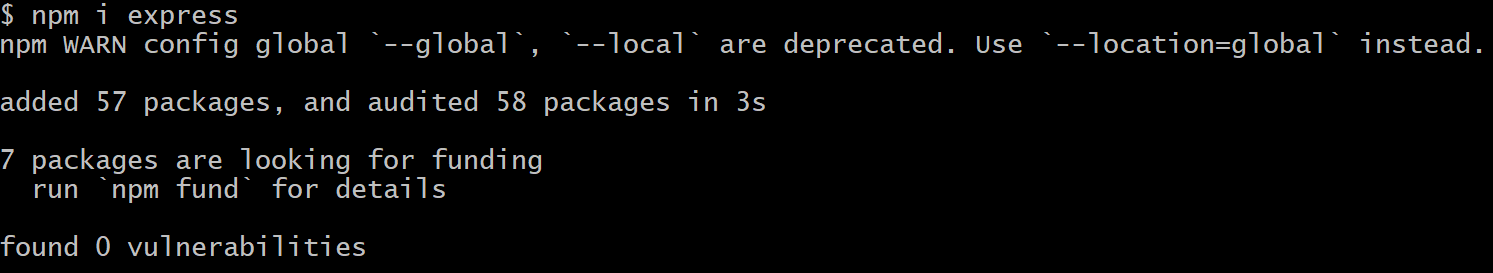 $ npm i express
npm WARN config global `--global`, `--local` are deprecated. Use `--location=global` instead.
added 57 packages, and audited 58 packages in 3s
7 packages are looking for funding
  run `npm fund` for details
found 0 vulnerabilities